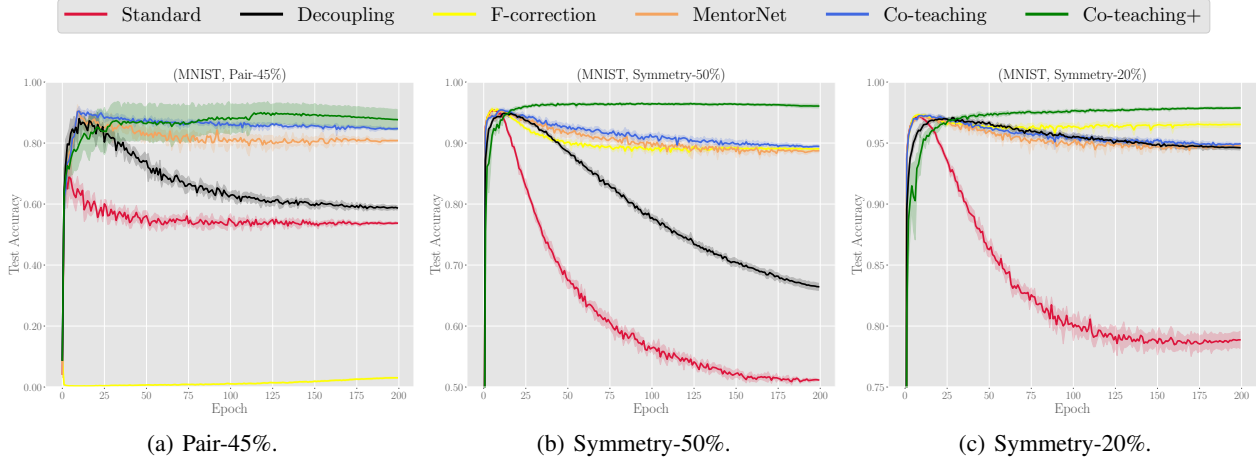 Standard Decoupling F-correction MentorNet Co-teaching Co-teaching+
(MNIST, Pair-45%)
1.00
0.80
0.60
0.40
0.20
0.00
Test Accuracy
0 25 50 75 100 125 150 175 200
Epoch
(a) Pair-45%.
(MNIST, Symmetry-50%)
1.00
0.90
0.80
0.70
0.60
0.50
Test Accuracy
0 25 50 75 100 125 150 175 200
Epoch
(b) Symmetry-50%.
(MNIST, Symmetry-20%)
1.00
0.95
0.90
0.85
0.80
0.75
Test Accuracy
0 25 50 75 100 125 150 175 200
Epoch
(c) Symmetry-20%.